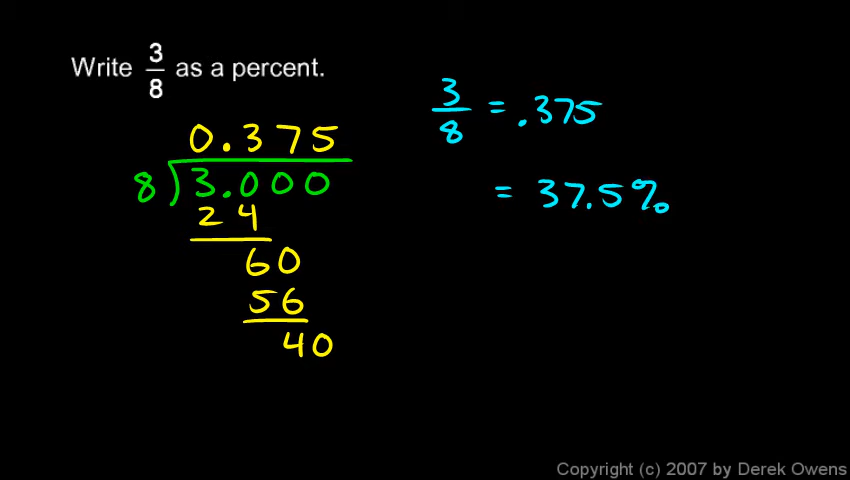 Write 3/8 as a percent.
0.375
8)3.000
24
60
56
40
3/8 = .375
= 37.5%
Copyright (c) 2007 by Derek Owens